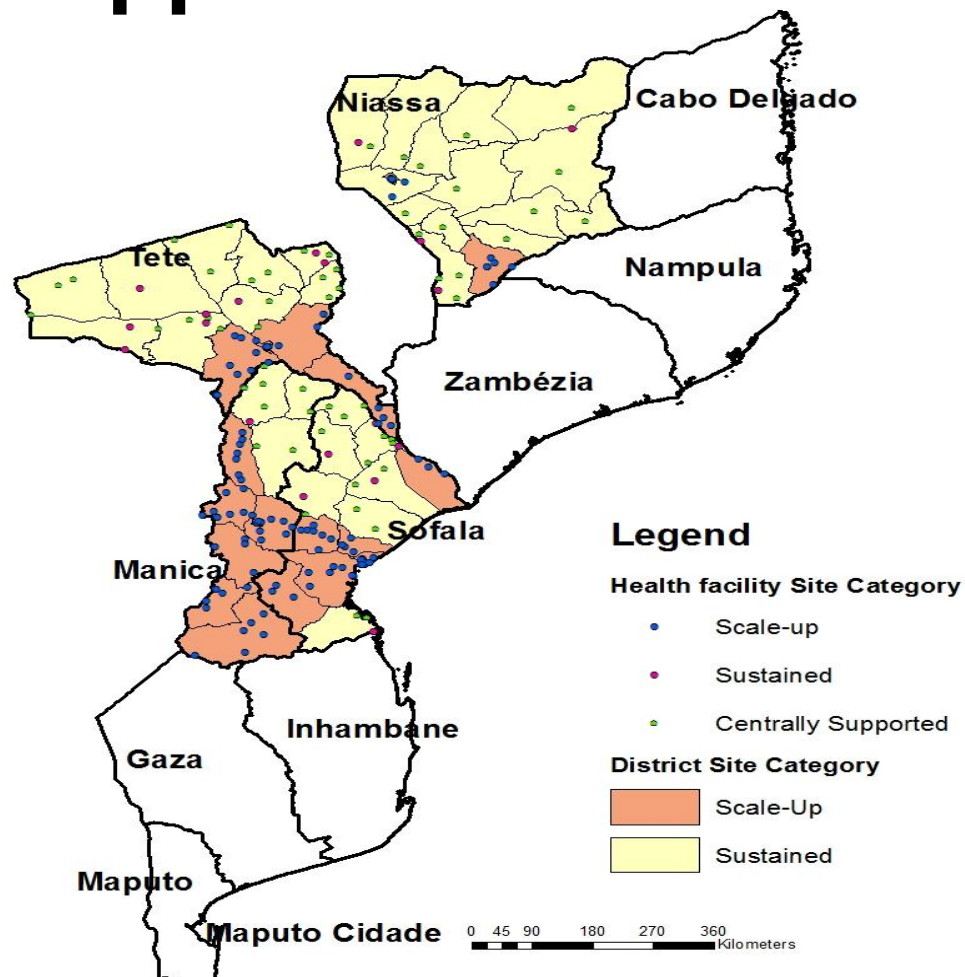 Niassa
Cabo Delgado
Tete
Nampula
Zambézia
Sofala
Manica
Inhambane
Gaza
Maputo
Maputo Cidade
Legend
Health facility Site Category
Scale-up
Sustained
Centrally Supported
District Site Category
Scale-Up
Sustained
0 45 90 180 270 360
Kilometers